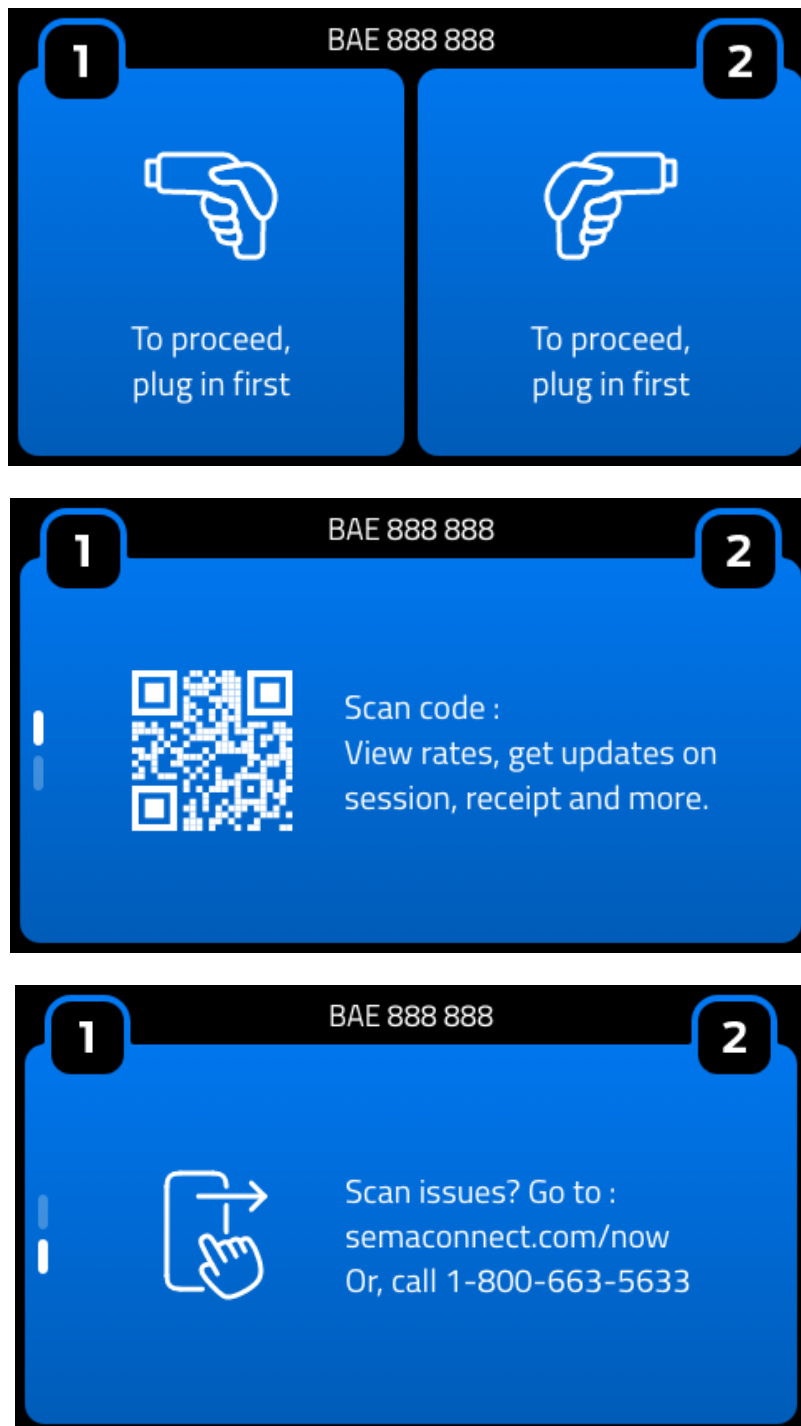 1
BAE 888 888
2
To proceed,
plug in first
To proceed,
plug in first
1
BAE 888 888
2
Scan code :
View rates, get updates on
session, receipt and more.
1
BAE 888 888
2
Scan issues? Go to :
semaconnect.com/now
Or, call 1-800-663-5633